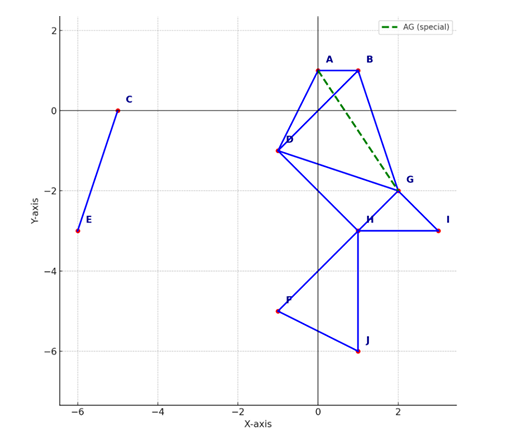 2
AG (special)
A
B
C
0
D
−2
G
E
H
I
−4
F
J
−6
−6
−4
−2
0
2
X-axis
Y-axis